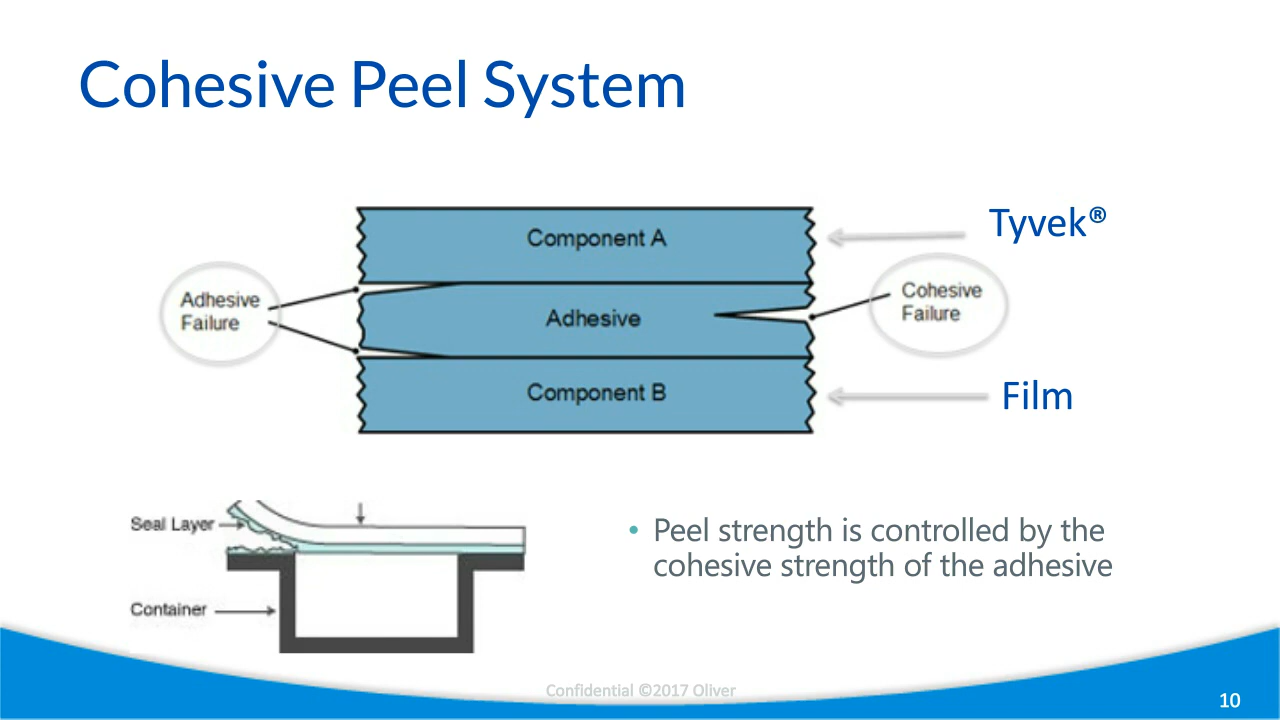 Cohesive Peel System
Component A
Tyvek®
Adhesive
Failure
Adhesive
Cohesive
Failure
Component B
Film
Seal Layer
Container
• Peel strength is controlled by the
cohesive strength of the adhesive
Confidential ©2017 Oliver
10